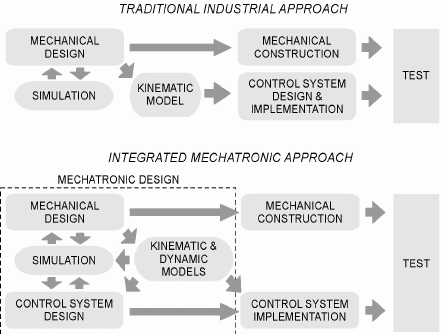 TRADITIONAL INDUSTRIAL APPROACH
MECHANICAL
DESIGN
MECHANICAL
CONSTRUCTION
SIMULATION
KINEMATIC
MODEL
CONTROL SYSTEM
DESIGN &
IMPLEMENTATION
TEST
INTEGRATED MECHATRONIC APPROACH
MECHATRONIC DESIGN
MECHANICAL
DESIGN
MECHANICAL
CONSTRUCTION
SIMULATION
KINEMATIC &
DYNAMIC
MODELS
TEST
CONTROL SYSTEM
DESIGN
CONTROL SYSTEM
IMPLEMENTATION